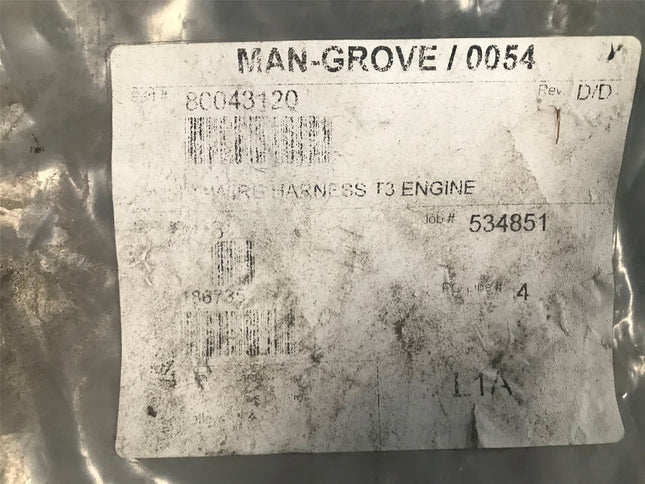 MAN-GROVE / 0054
80043120
Rev. D/D
WIRE HARNESS T3 ENGINE
Job # 534851
4
L1A